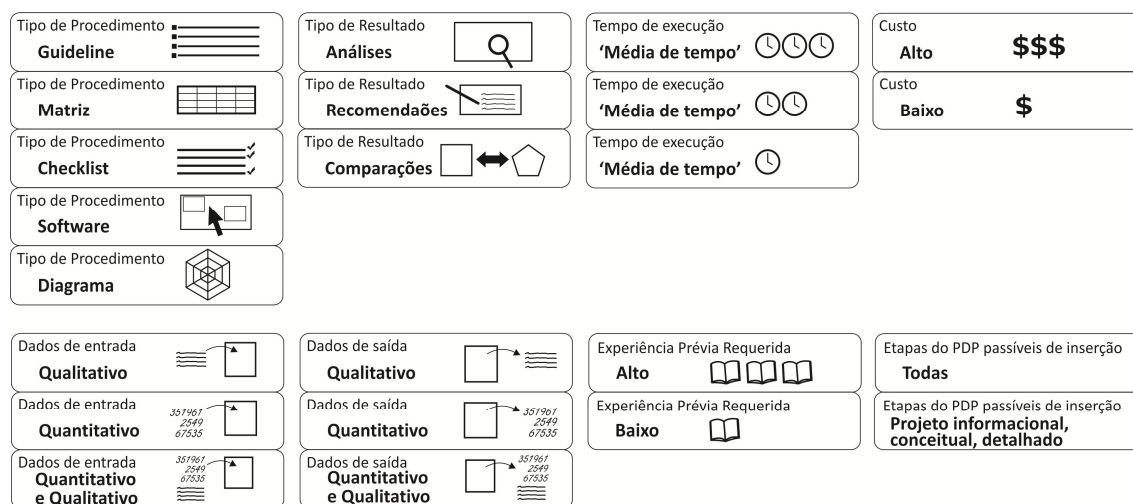 Tipo de Procedimento
Guideline
Tipo de Procedimento
Matriz
Tipo de Procedimento
Checklist
Tipo de Procedimento
Software
Tipo de Procedimento
Diagrama
Tipo de Resultado
Análises
Tipo de Resultado
Recomendaões
Tipo de Resultado
Comparações
Tempo de execução
‘Média de tempo’
Tempo de execução
‘Média de tempo’
Tempo de execução
‘Média de tempo’
Custo
Alto $$$
Custo
Baixo $
Dados de entrada
Qualitativo
Dados de entrada
Quantitativo
351961
2549
67535
Dados de entrada
Quantitativo
e Qualitativo
351961
2549
67535
Dados de saída
Qualitativo
Dados de saída
Quantitativo
351961
2549
67535
Dados de saída
Quantitativo
e Qualitativo
351961
2549
67535
Experiência Prévia Requerida
Alto
Experiência Prévia Requerida
Baixo
Etapas do PDP passíveis de inserção
Todas
Etapas do PDP passíveis de inserção
Projeto informacional,
conceitual, detalhado